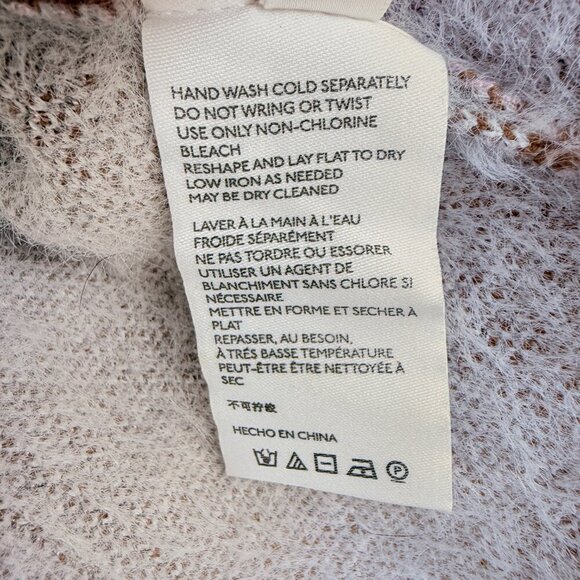 HAND WASH COLD SEPARATELY
DO NOT WRING OR TWIST
USE ONLY NON-CHLORINE
BLEACH
RESHAPE AND LAY FLAT TO DRY
LOW IRON AS NEEDED
MAY BE DRY CLEANED
LAVER À LA MAIN À L'EAU
FROIDE SÉPARÉMENT
NE PAS TORDRE OU ESSORER
UTILISER UN AGENT DE
BLANCHIMENT SANS CHLORE SI
NÉCESSAIRE
METTRE EN FORME ET SECHER À
PLAT
REPASSER, AU BESOIN,
À TRÉS BASSE TEMPÉRATURE
PEUT-ÊTRE ÊTRE NETTOYÉE À
SEC
不可拧绞
HECHO EN CHINA
P